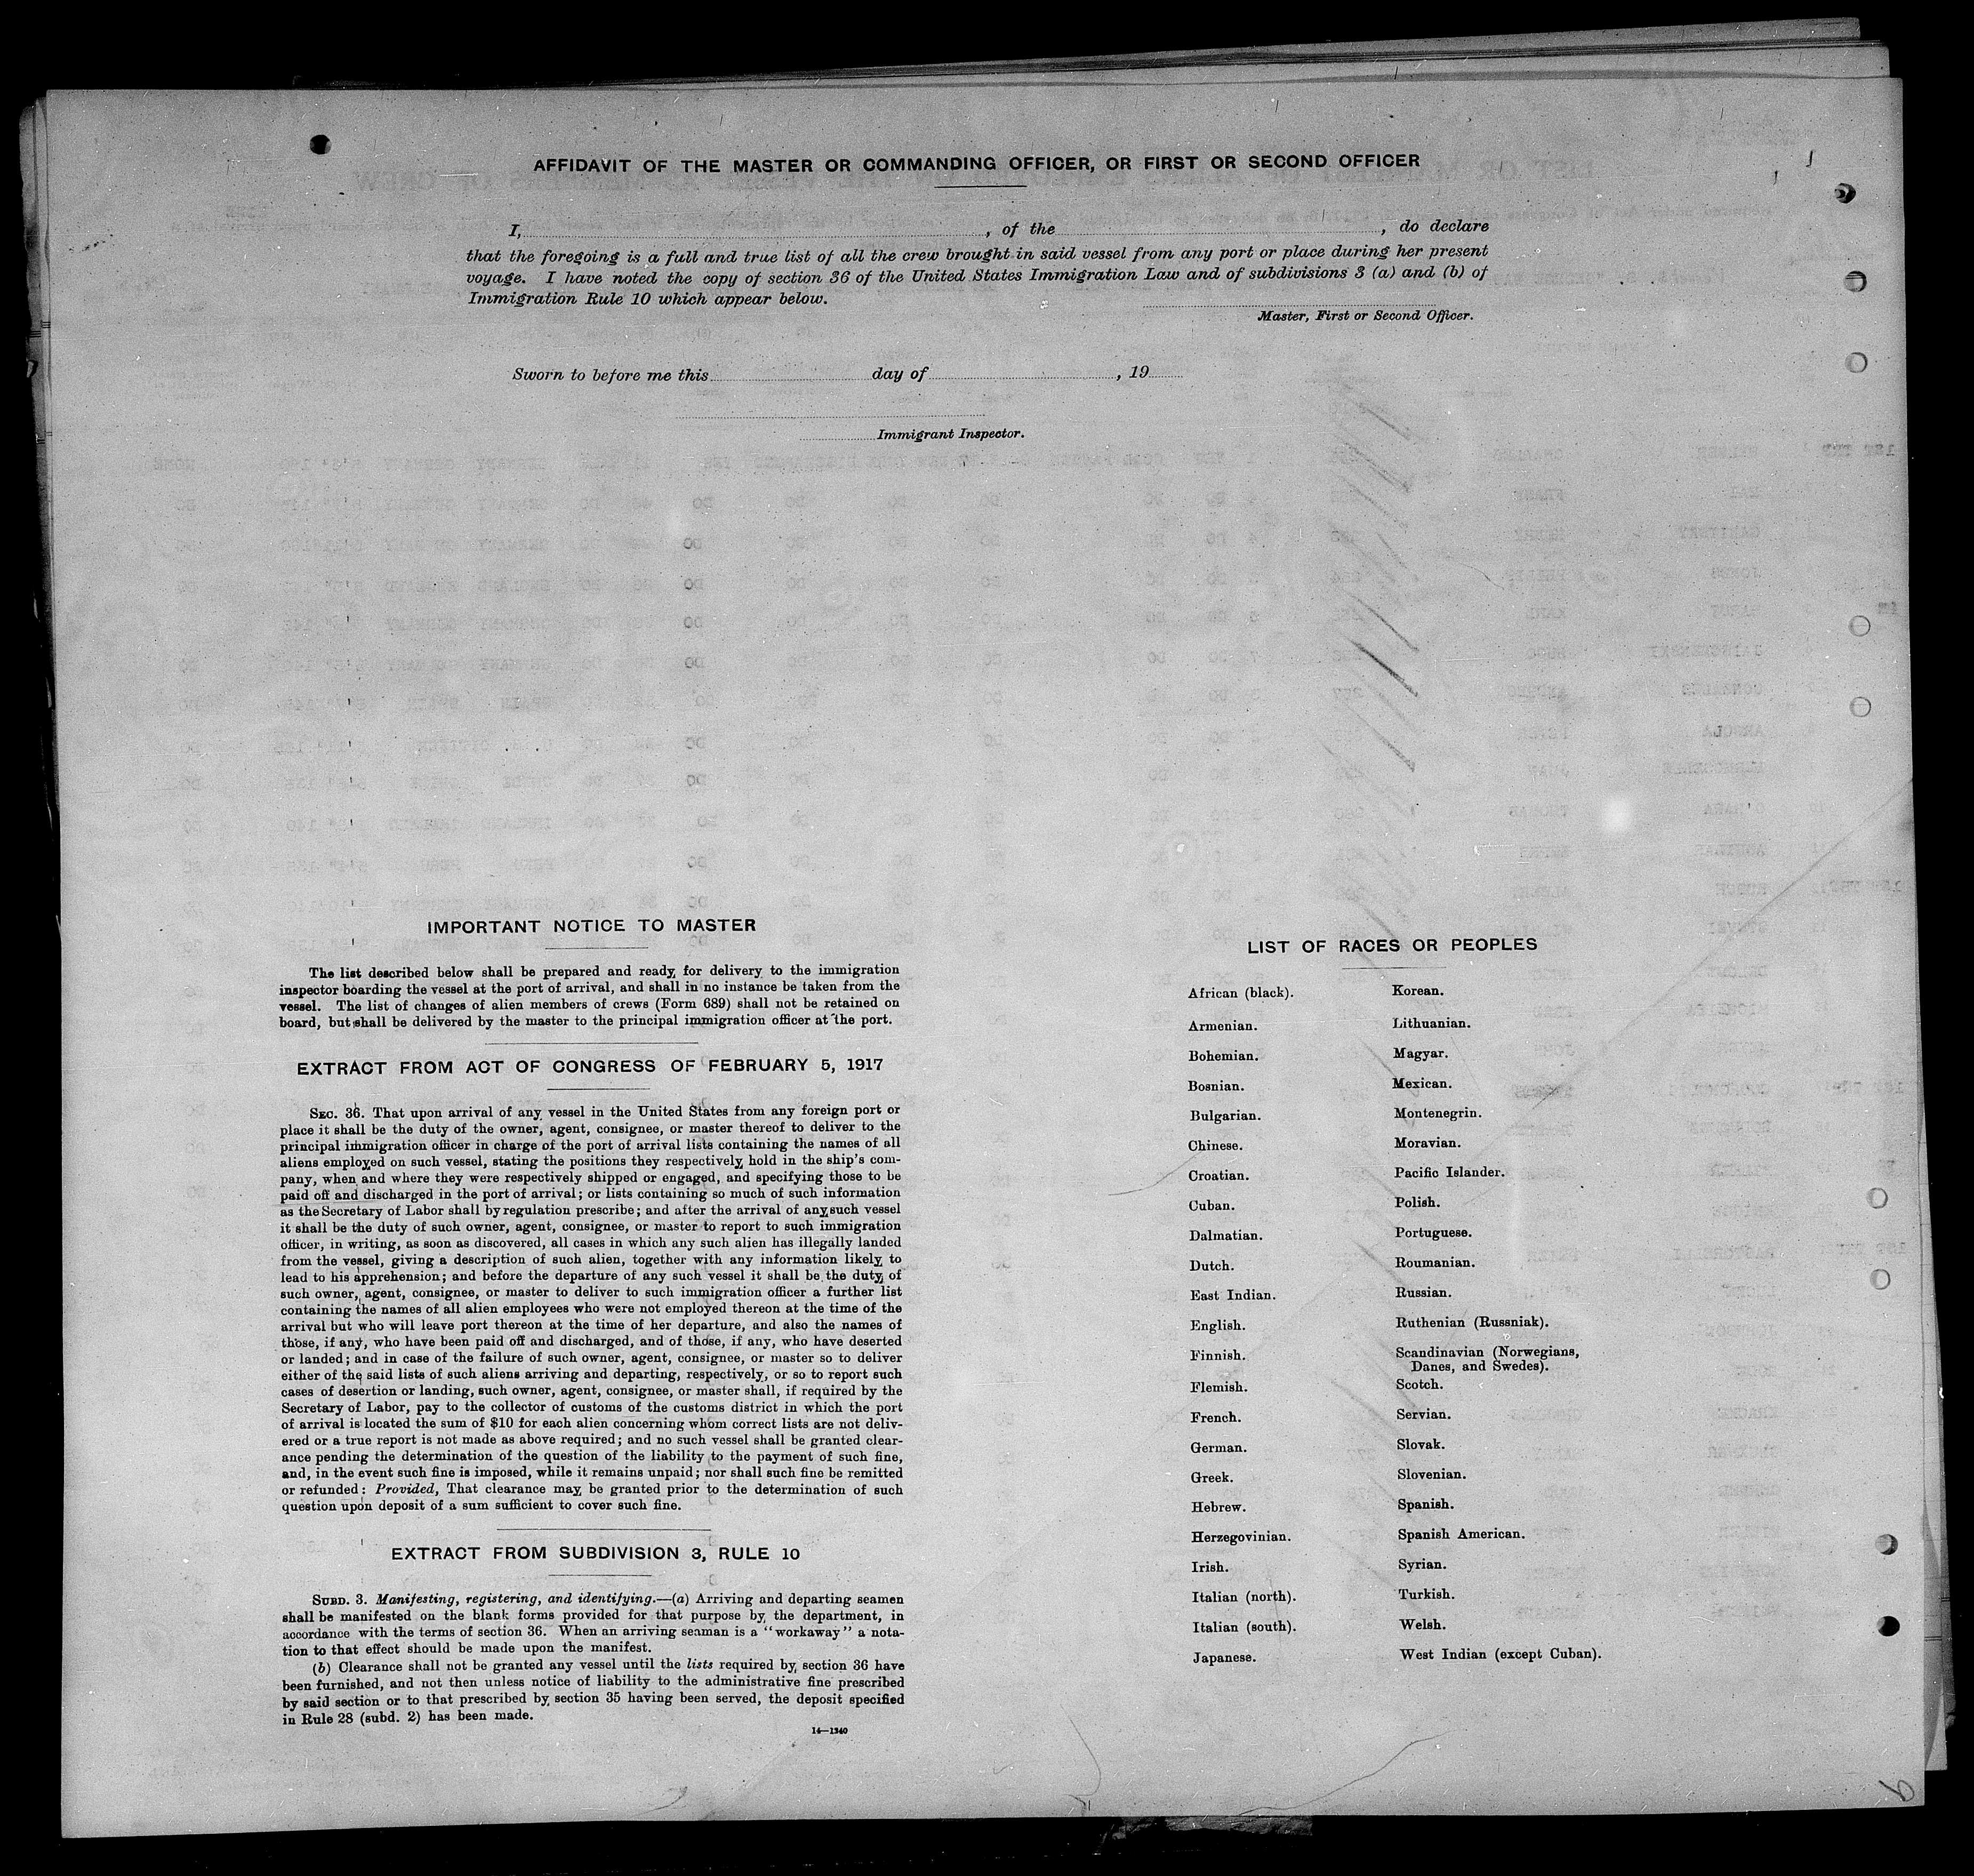 AFFIDAVIT OF THE MASTER OR COMMANDING OFFICER, OR FIRST OR SECOND OFFICER
I, , of the , do declare
that the foregoing is a full and true list of all the crew brought in said vessel from any port or place during her present
voyage. I have noted the copy of section 36 of the United States Immigration Law and of subdivisions 3 (a) and (b) of
Immigration Rule 10 which appear below.
Master, First or Second Officer.
Sworn to before me this day of , 19
Immigrant Inspector.
IMPORTANT NOTICE TO MASTER
The list described below shall be prepared and ready for delivery to the immigration
inspector boarding the vessel at the port of arrival, and shall in no instance be taken from the
vessel. The list of changes of alien members of crews (Form 689) shall not be retained on
board, but shall be delivered by the master to the principal immigration officer at the port.
EXTRACT FROM ACT OF CONGRESS OF FEBRUARY 5, 1917
SEC. 36. That upon arrival of any vessel in the United States from any foreign port or
place it shall be the duty of the owner, agent, consignee, or master thereof to deliver to the
principal immigration officer in charge of the port of arrival lists containing the names of all
aliens employed on such vessel, stating the positions they respectively hold in the ship's com-
pany, when and where they were respectively shipped or engaged, and specifying those to be
paid off and discharged in the port of arrival; or lists containing so much of such information
as the Secretary of Labor shall by regulation prescribe; and after the arrival of any such vessel
it shall be the duty of such owner, agent, consignee, or master to report to such immigration
officer, in writing, as soon as discovered, all cases in which any such alien has illegally landed
from the vessel, giving a description of such alien, together with any information likely to
lead to his apprehension; and before the departure of any such vessel it shall be the duty of
such owner, agent, consignee, or master to deliver to such immigration officer a further list
containing the names of all alien employees who were not employed thereon at the time of the
arrival but who will leave port thereon at the time of her departure, and also the names of
those, if any, who have been paid off and discharged, and of those, if any, who have deserted
or landed; and in case of the failure of such owner, agent, consignee, or master so to deliver
either of the said lists of such aliens arriving and departing, respectively, or so to report such
cases of desertion or landing, such owner, agent, consignee, or master shall, if required by the
Secretary of Labor, pay to the collector of customs of the customs district in which the port
of arrival is located the sum of $10 for each alien concerning whom correct lists are not deliv-
ered or a true report is not made as above required; and no such vessel shall be granted clear-
ance pending the determination of the question of the liability to the payment of such fine,
and, in the event such fine is imposed, while it remains unpaid; nor shall such fine be remitted
or refunded: Provided, That clearance may be granted prior to the determination of such
question upon deposit of a sum sufficient to cover such fine.
EXTRACT FROM SUBDIVISION 3, RULE 10
SUBD. 3. Manifesting, registering, and identifying.—(a) Arriving and departing seamen
shall be manifested on the blank forms provided for that purpose by the department, in
accordance with the terms of section 36. When an arriving seaman is a "workaway" a nota-
tion to that effect should be made upon the manifest.
(b) Clearance shall not be granted any vessel until the lists required by section 36 have
been furnished, and not then unless notice of liability to the administrative fine prescribed
by said section or to that prescribed by section 35 having been served, the deposit specified
in Rule 28 (subd. 2) has been made.
14—1340
LIST OF RACES OR PEOPLES
African (black).
Armenian.
Bohemian.
Bosnian.
Bulgarian.
Chinese.
Croatian.
Cuban.
Dalmatian.
Dutch.
East Indian.
English.
Finnish.
Flemish.
French.
German.
Greek.
Hebrew.
Herzegovinian.
Irish.
Italian (north).
Italian (south).
Japanese.
Korean.
Lithuanian.
Magyar.
Mexican.
Montenegrin.
Moravian.
Pacific Islander.
Polish.
Portuguese.
Roumanian.
Russian.
Ruthenian (Russniak).
Scandinavian (Norwegians,
Danes, and Swedes).
Scotch.
Servian.
Slovak.
Slovenian.
Spanish.
Spanish American.
Syrian.
Turkish.
Welsh.
West Indian (except Cuban).